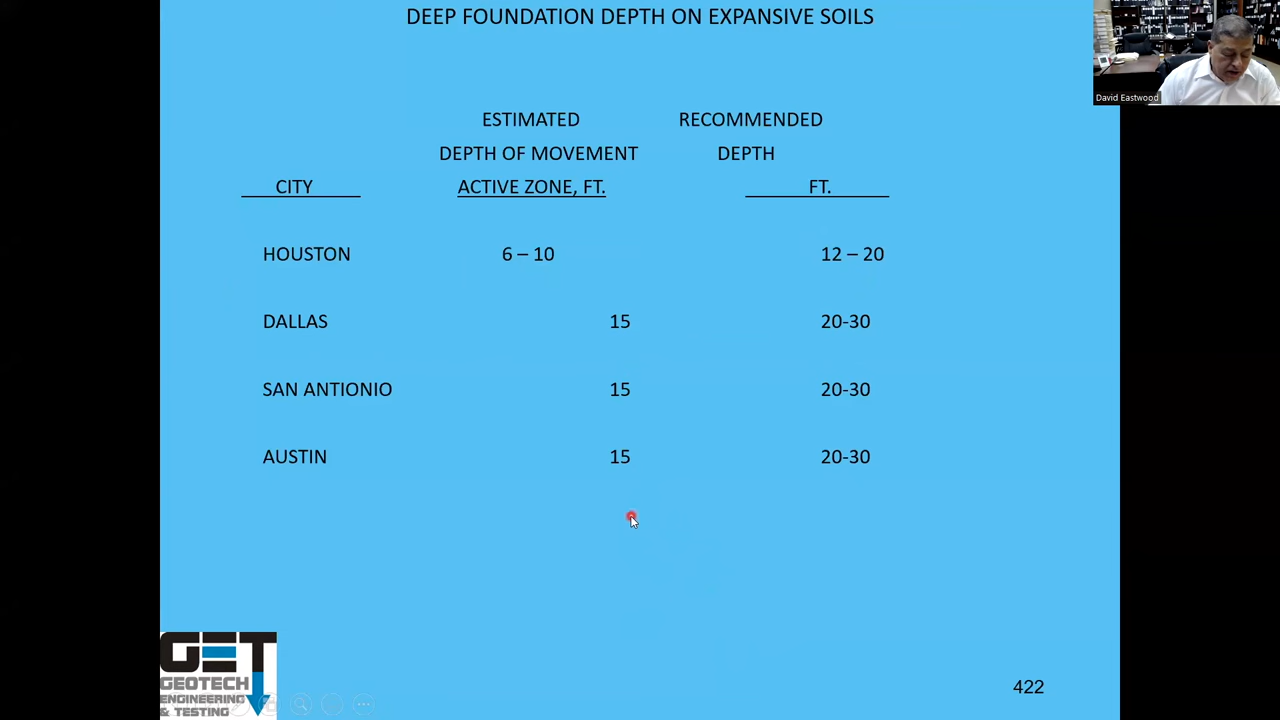 DEEP FOUNDATION DEPTH ON EXPANSIVE SOILS
David Eastwood
ESTIMATED RECOMMENDED
DEPTH OF MOVEMENT DEPTH
CITY ACTIVE ZONE, FT. FT.
HOUSTON 6 – 10 12 – 20
DALLAS 15 20-30
SAN ANTIONIO 15 20-30
AUSTIN 15 20-30
GET
GEOTECH
ENGINEERING
& TESTING
422